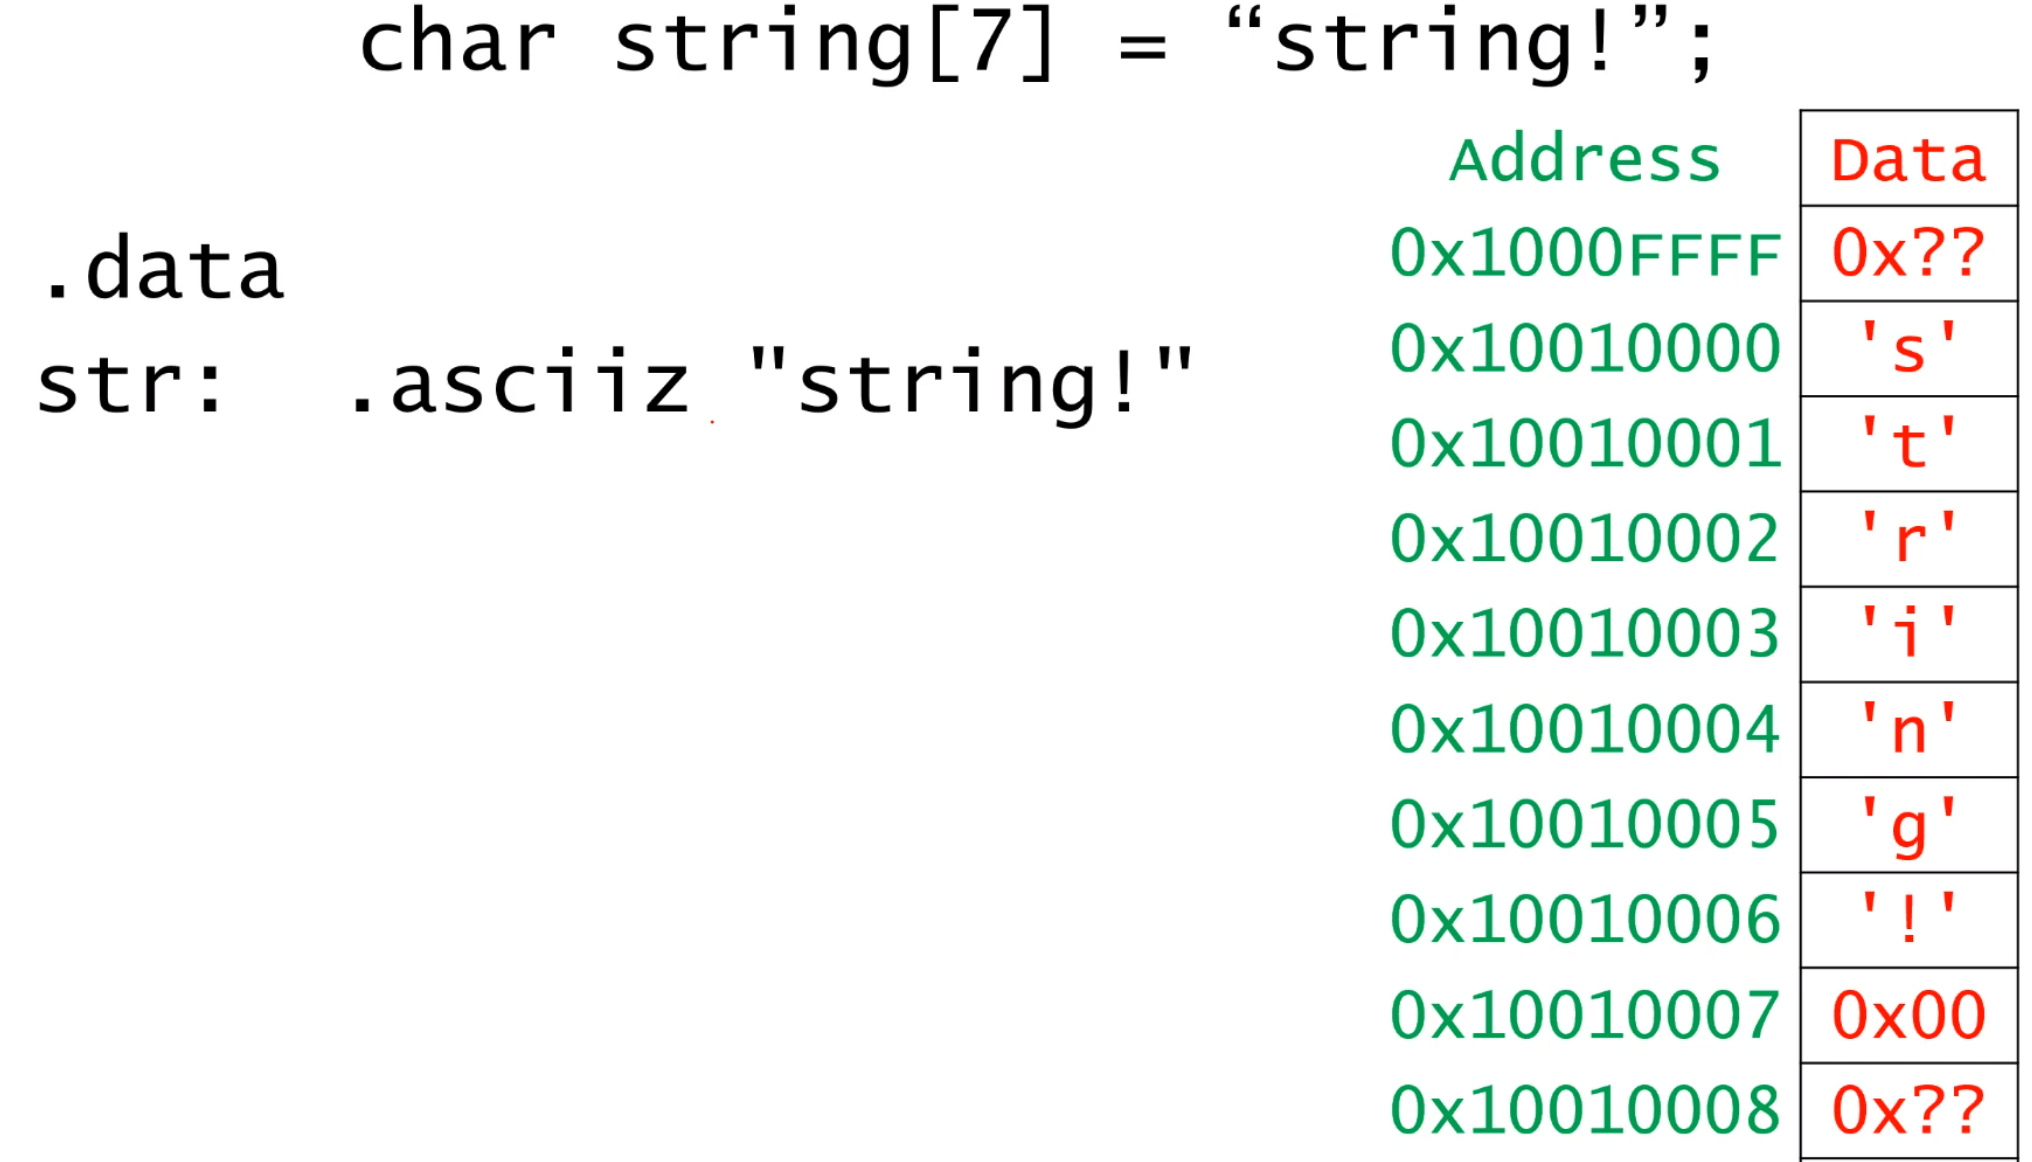 char string[7] = “string!”;
Address Data
0x1000FFFF 0x??
.data
0x10010000 's'
str: .asciiz "string!"
0x10010001 't'
0x10010002 'r'
0x10010003 'i'
0x10010004 'n'
0x10010005 'g'
0x10010006 '!'
0x10010007 0x00
0x10010008 0x??